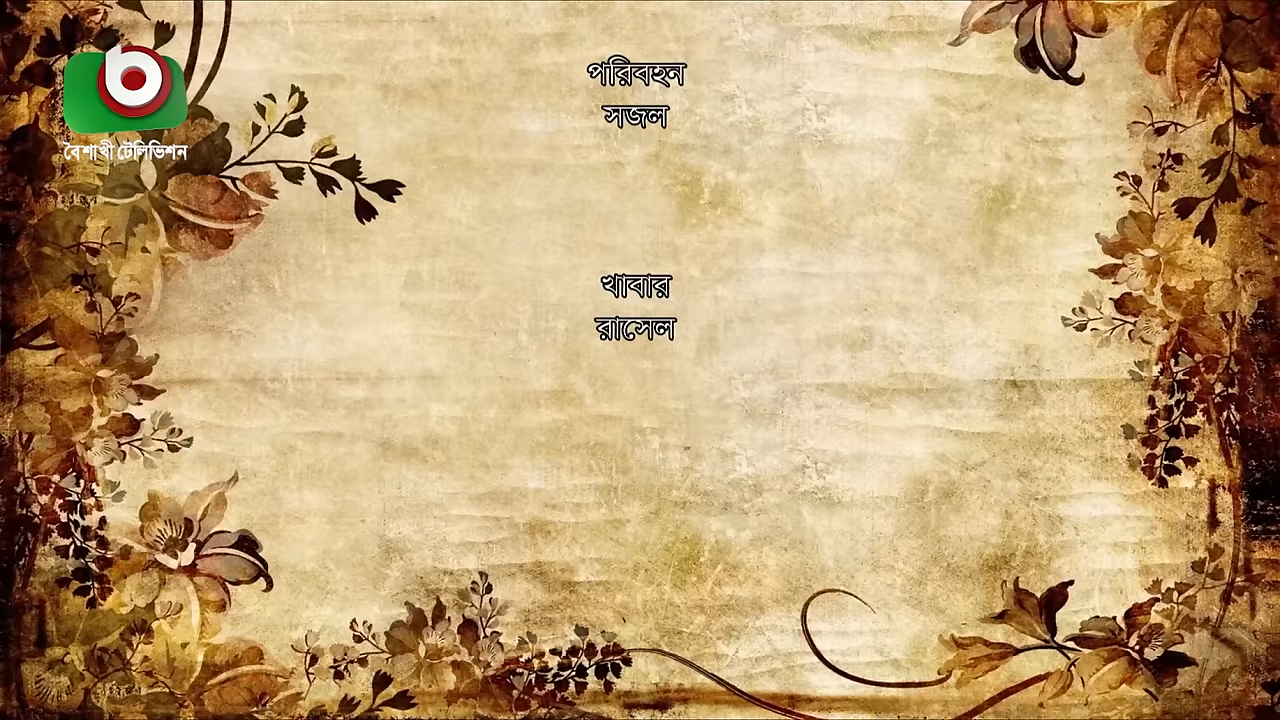 পরিবহন
সজল
বৈশাখী টেলিভিশন
খাবার
রাসেল